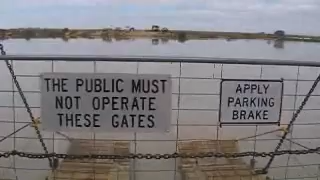 THE PUBLIC MUST
NOT OPERATE
THESE GATES
APPLY
PARKING
BRAKE